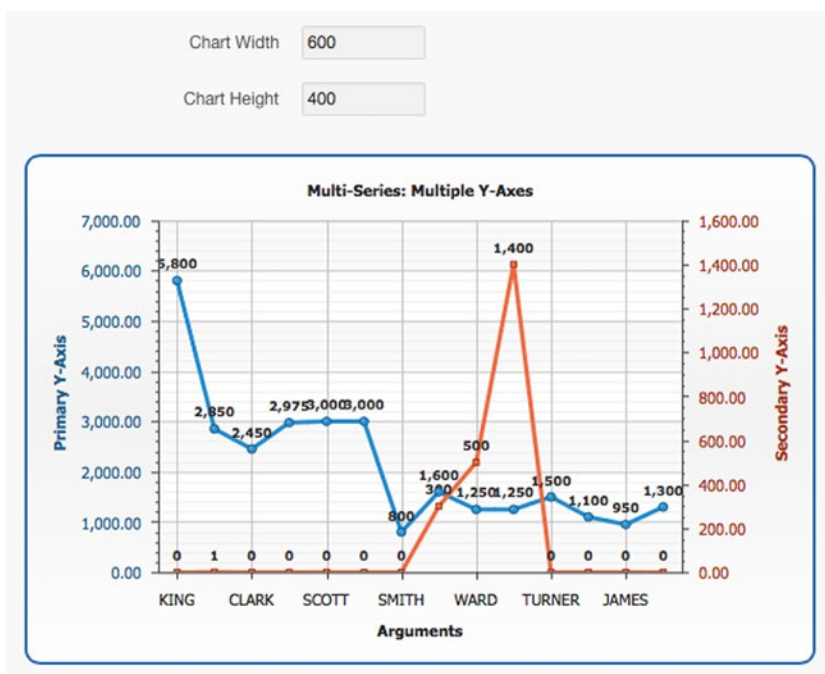 Chart Width 600
Chart Height 400
Multi-Series: Multiple Y-Axes
7,000.00 1,600.00
1,400
5,800 1,400.00
6,000.00
1,200.00
5,000.00
1,000.00
4,000.00
800.00
Primary Y-Axis
Secondary Y-Axis
2,850 2,450 2,975 3,000 3,000
3,000.00
600.00
500
2,000.00
1,600 300 1,250 1,250 1,500
400.00
800 1,100 950 1,300
1,000.00
200.00
0 1 0 0 0 0 0 0 0 0 0
0.00 0.00
KING CLARK SCOTT SMITH WARD TURNER JAMES
Arguments